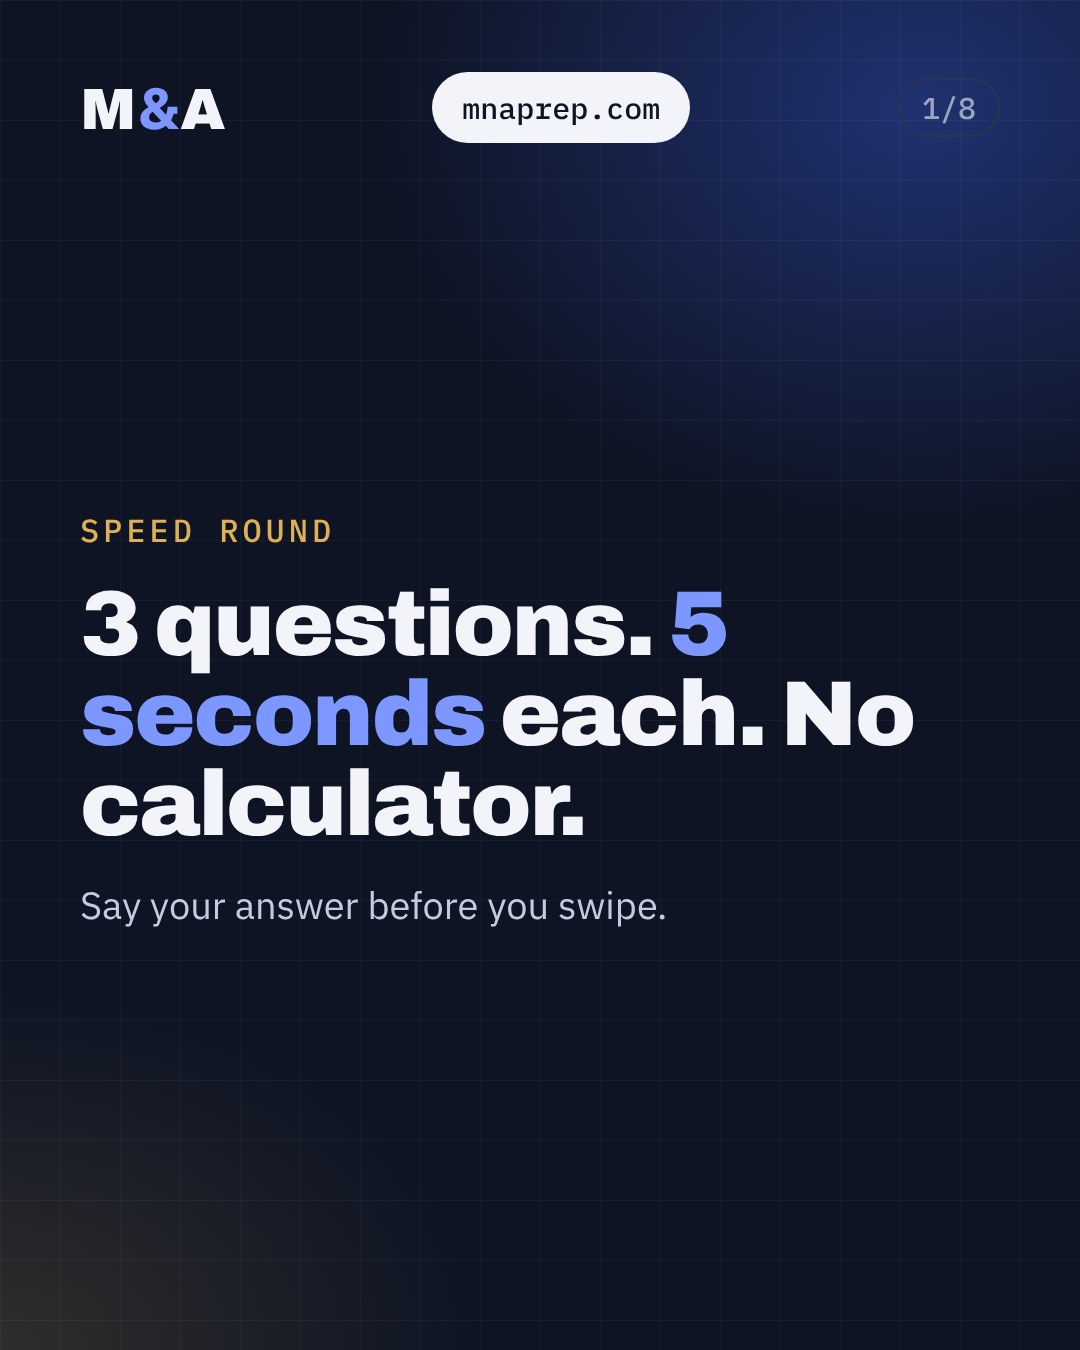 M&A
mnaprep.com
1/8
SPEED ROUND
3 questions. 5
seconds each. No
calculator.
Say your answer before you swipe.